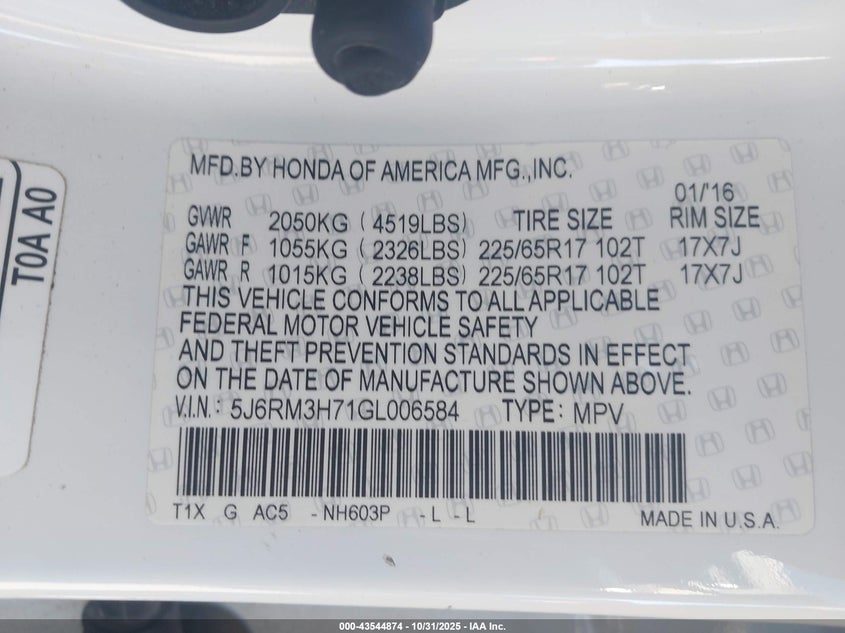 MFD.BY HONDA OF AMERICA MFG.,INC.
01/'16
GVWR 2050KG (4519LBS) TIRE SIZE RIM SIZE
GAWR F 1055KG (2326LBS) 225/65R17 102T 17X7J
GAWR R 1015KG (2238LBS) 225/65R17 102T 17X7J
THIS VEHICLE CONFORMS TO ALL APPLICABLE
FEDERAL MOTOR VEHICLE SAFETY
AND THEFT PREVENTION STANDARDS IN EFFECT
ON THE DATE OF MANUFACTURE SHOWN ABOVE.
V.I.N.: 5J6RM3H71GL006584 TYPE: MPV
T1X G AC5 -NH603P -L -L MADE IN U.S.A.
T0A A0
000-43544874 - 10/31/2025 - IAA Inc.